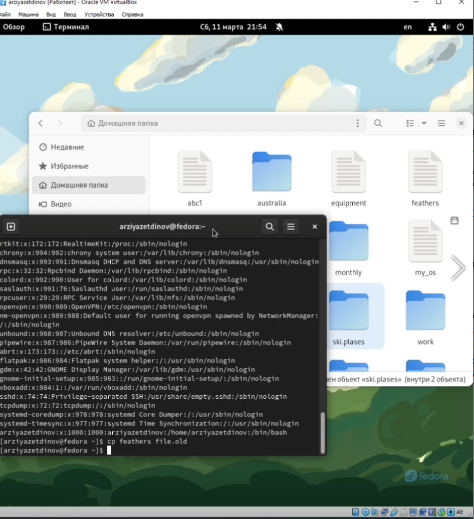 arziyazetdinov [Работает] - Oracle VM VirtualBox
Файл Машина Вид Ввод Устройства Справка
Обзор Терминал Сб, 11 марта 21:54 en
Домашняя папка
Недавние
Избранные
Домашняя папка
Видео
abc1 australia equipment feathers
monthly my_os
ski.plases work
«ski.plases» (внутри 2 объекта)
arziyazetdinov@fedora:~
rtkit:x:172:172:RealtimeKit:/proc:/sbin/nologin
chrony:x:994:992:chrony system user:/var/lib/chrony:/sbin/nologin
dnsmasq:x:993:991:Dnsmasq DHCP and DNS server:/var/lib/dnsmasq:/usr/sbin/nologin
rpc:x:32:32:Rpcbind Daemon:/var/lib/rpcbind:/sbin/nologin
colord:x:992:990:User for colord:/var/lib/colord:/sbin/nologin
saslauth:x:991:76:Saslauthd user:/run/saslauthd:/sbin/nologin
rpcuser:x:29:29:RPC Service User:/var/lib/nfs:/sbin/nologin
openvpn:x:990:989:OpenVPN:/etc/openvpn:/sbin/nologin
nm-openvpn:x:989:988:Default user for running openvpn spawned by NetworkManager:
/:/sbin/nologin
unbound:x:988:987:Unbound DNS resolver:/etc/unbound:/sbin/nologin
pipewire:x:987:986:PipeWire System Daemon:/var/run/pipewire:/sbin/nologin
abrt:x:173:173::/etc/abrt:/sbin/nologin
flatpak:x:986:984:Flatpak system helper:/:/usr/sbin/nologin
gdm:x:42:42:GNOME Display Manager:/var/lib/gdm:/usr/sbin/nologin
gnome-initial-setup:x:985:983::/run/gnome-initial-setup/:/sbin/nologin
vboxadd:x:984:1::/var/run/vboxadd:/sbin/nologin
sshd:x:74:74:Privilege-separated SSH:/usr/share/empty.sshd:/sbin/nologin
tcpdump:x:72:72::/:/sbin/nologin
systemd-coredump:x:978:978:systemd Core Dumper:/:/usr/sbin/nologin
systemd-timesync:x:977:977:systemd Time Synchronization:/:/usr/sbin/nologin
arziyazetdinov:x:1000:1000:arziyazetdinov:/home/arziyazetdinov:/bin/bash
[arziyazetdinov@fedora ~]$ cp feathers file.old
[arziyazetdinov@fedora ~]$
fedora